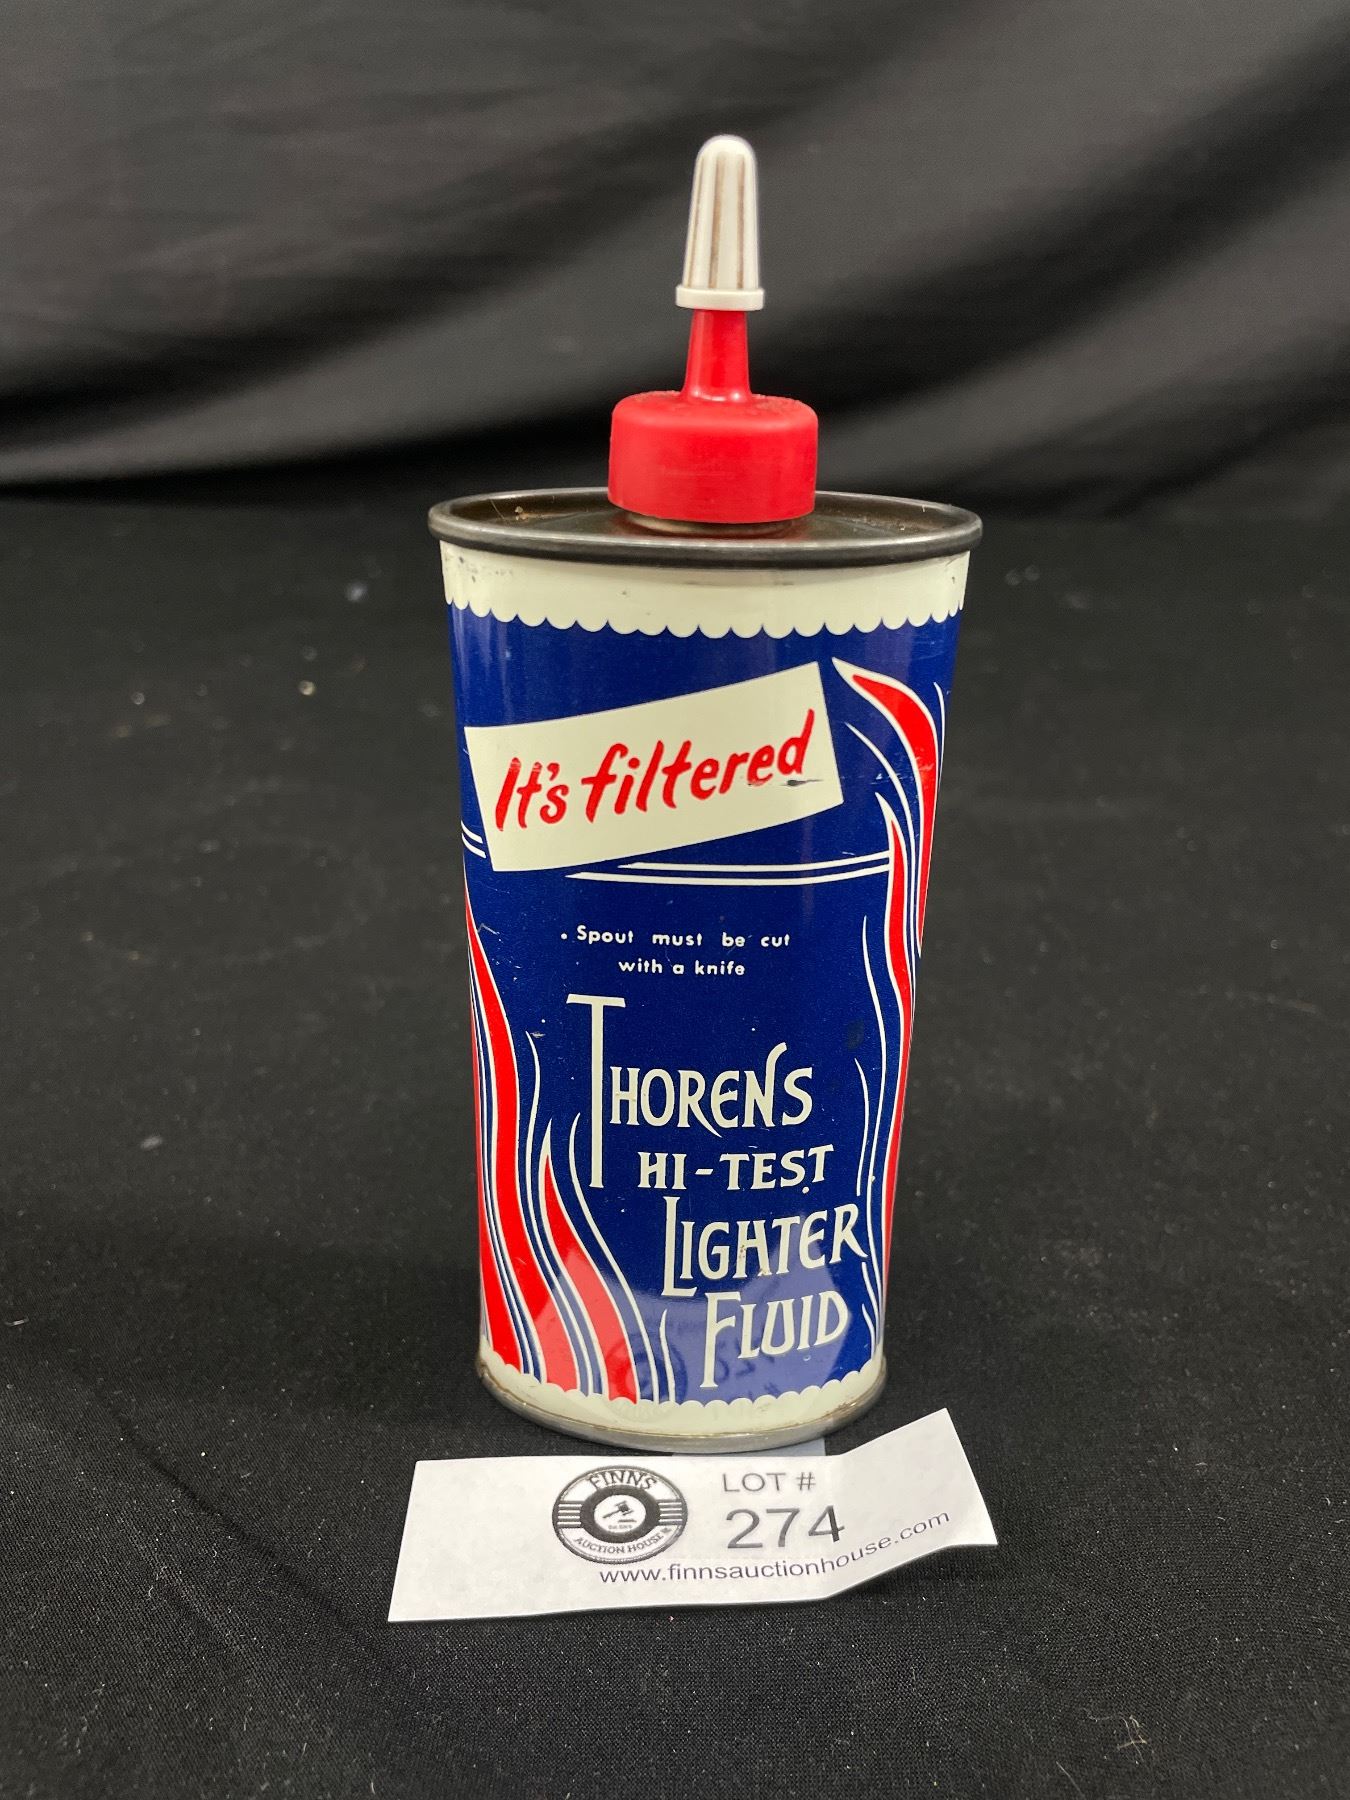 It's filtered
. Spout must be cut
with a knife
THORENS
HI-TEST
LIGHTER
FLUID
FINNS
AUCTION HOUSE
LOT #
274
www.finnsauctionhouse.com